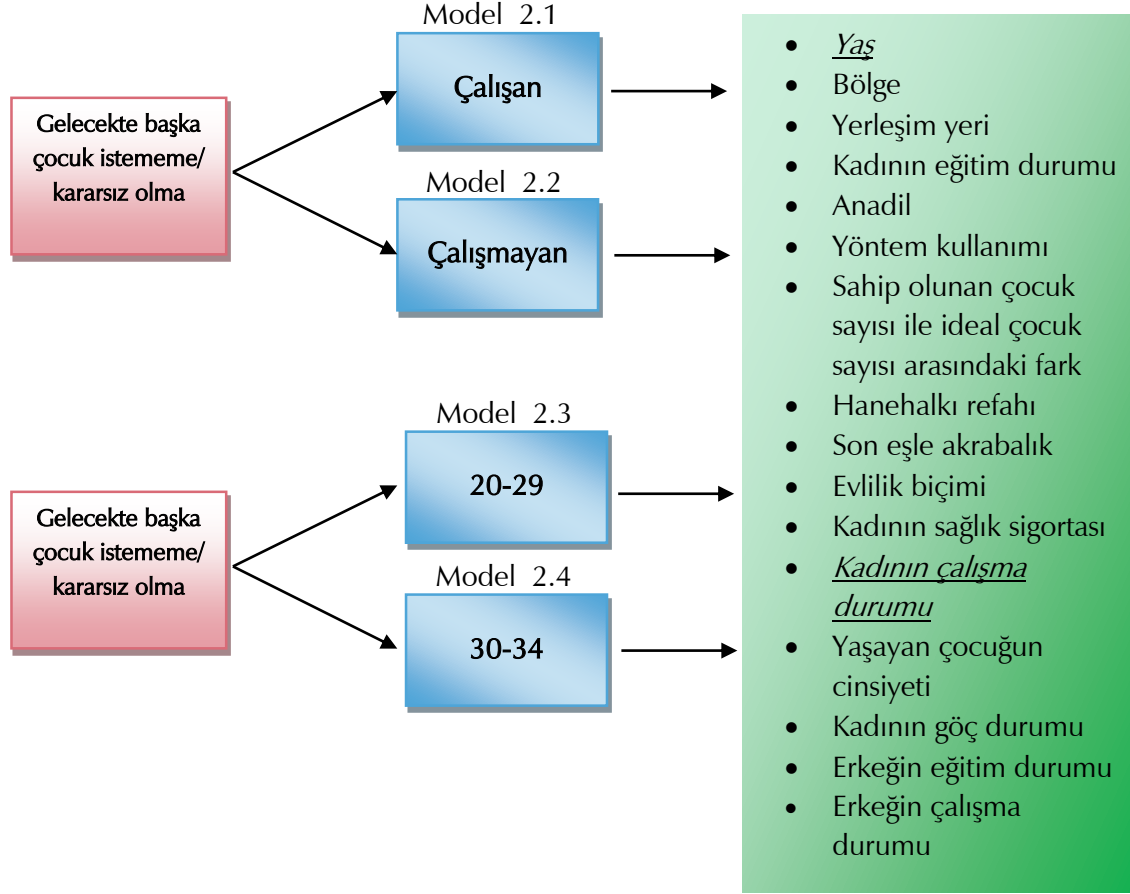 Model 2.1
Çalışan
Gelecekte başka
çocuk istememe/
kararsız olma
Model 2.2
Çalışmayan
Model 2.3
20-29
Gelecekte başka
çocuk istememe/
kararsız olma
Model 2.4
30-34
• Yaş
• Bölge
• Yerleşim yeri
• Kadının eğitim durumu
• Anadil
• Yöntem kullanımı
• Sahip olunan çocuk
sayısı ile ideal çocuk
sayısı arasındaki fark
• Hanehalkı refahı
• Son eşle akrabalık
• Evlilik biçimi
• Kadının sağlık sigortası
• Kadının çalışma
durumu
• Yaşayan çocuğun
cinsiyeti
• Kadının göç durumu
• Erkeğin eğitim durumu
• Erkeğin çalışma
durumu